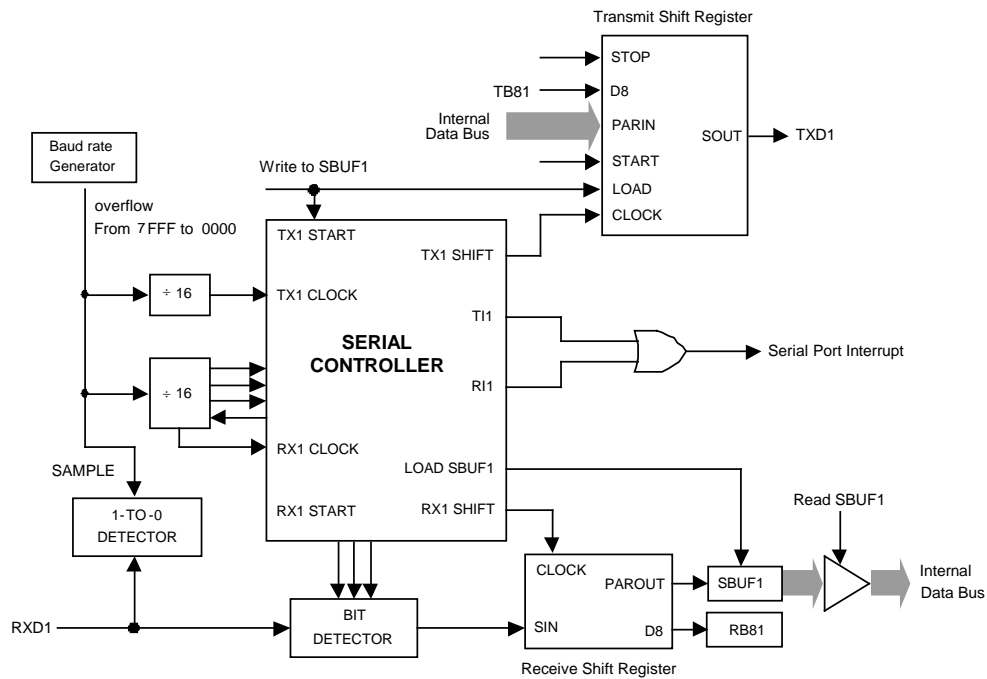 Transmit Shift Register
STOP
TB81
D8
Internal
Data Bus
PARIN
SOUT
TXD1
START
LOAD
CLOCK
Baud rate
Generator
Write to SBUF1
overflow
From 7FFF to 0000
TX1 START
TX1 SHIFT
÷ 16
TX1 CLOCK
TI1
SERIAL
CONTROLLER
Serial Port Interrupt
÷ 16
RI1
RX1 CLOCK
SAMPLE
LOAD SBUF1
1-TO-0
DETECTOR
RX1 START
RX1 SHIFT
Read SBUF1
CLOCK
PAROUT
SBUF1
Internal
Data Bus
RXD1
BIT
DETECTOR
SIN
D8
RB81
Receive Shift Register